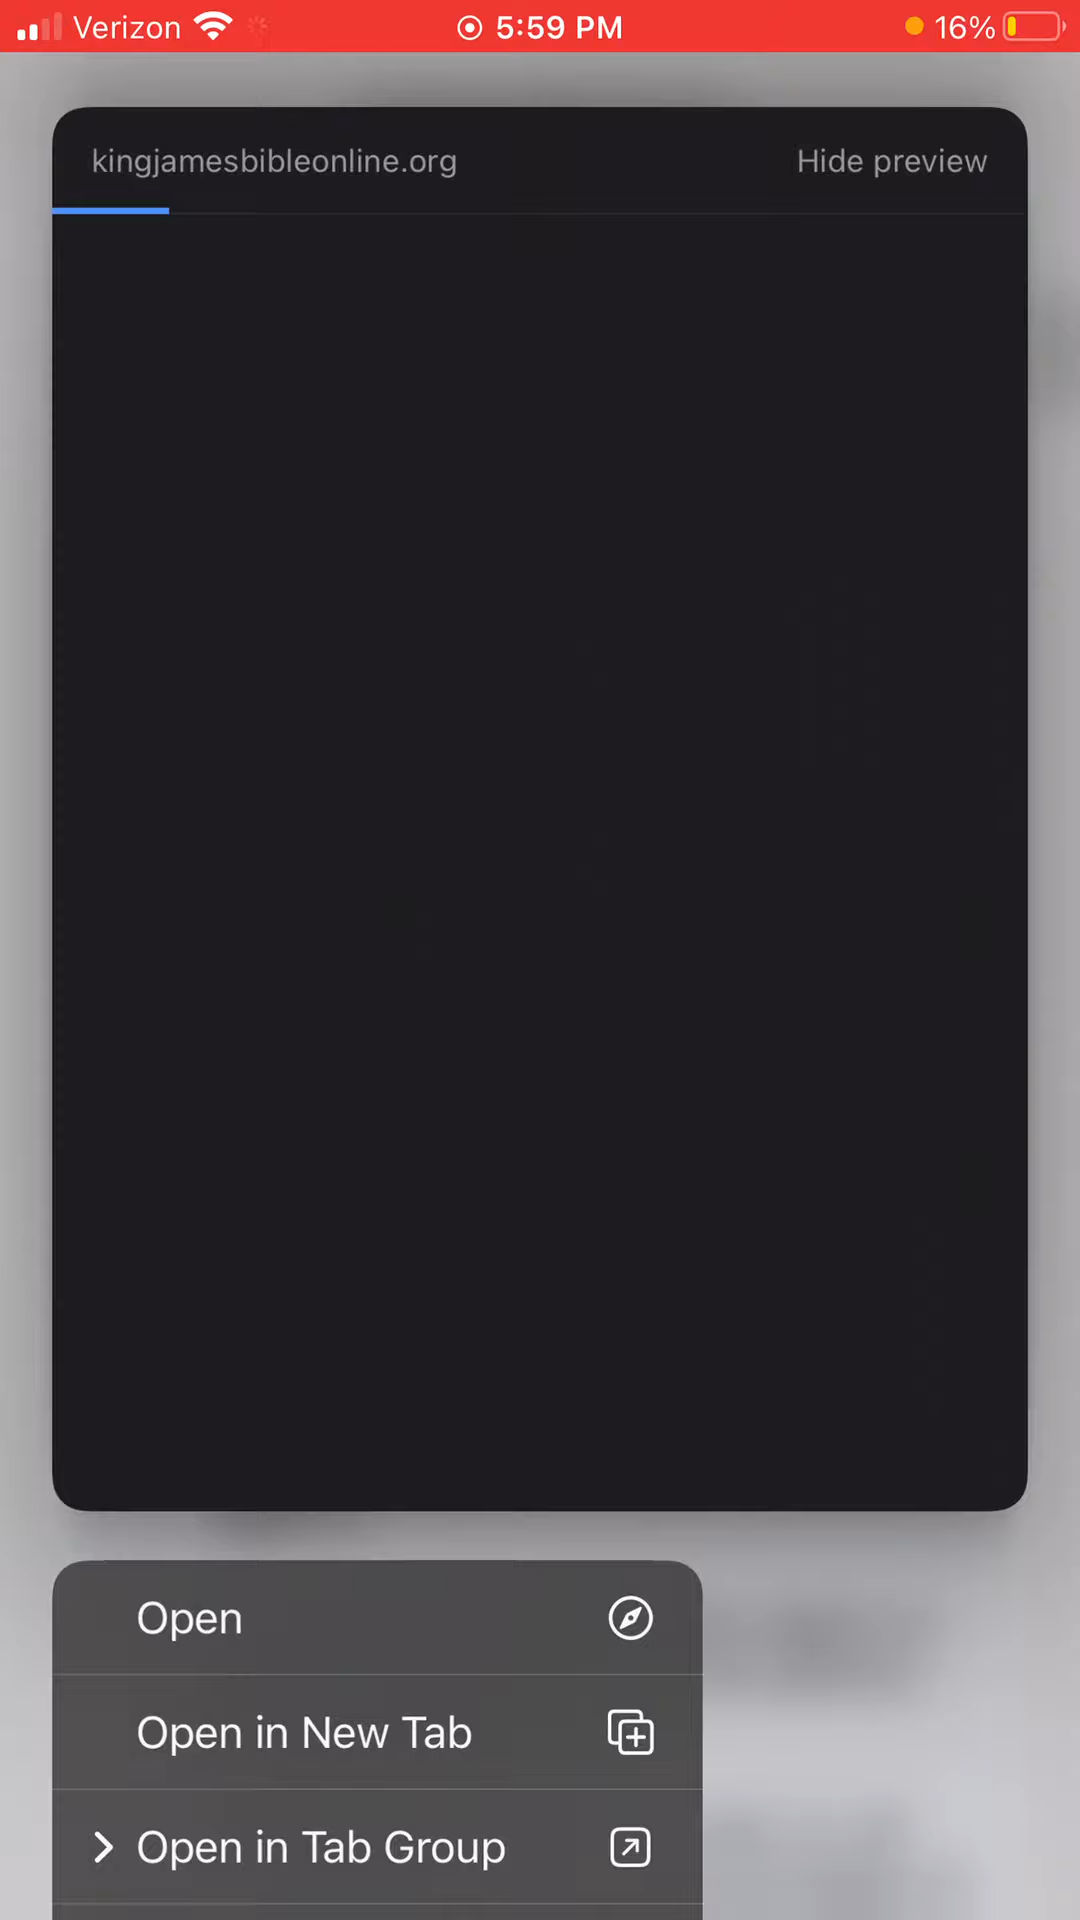 Verizon 5:59 PM 16%
kingjamesbibleonline.org Hide preview
Open
Open in New Tab
Open in Tab Group